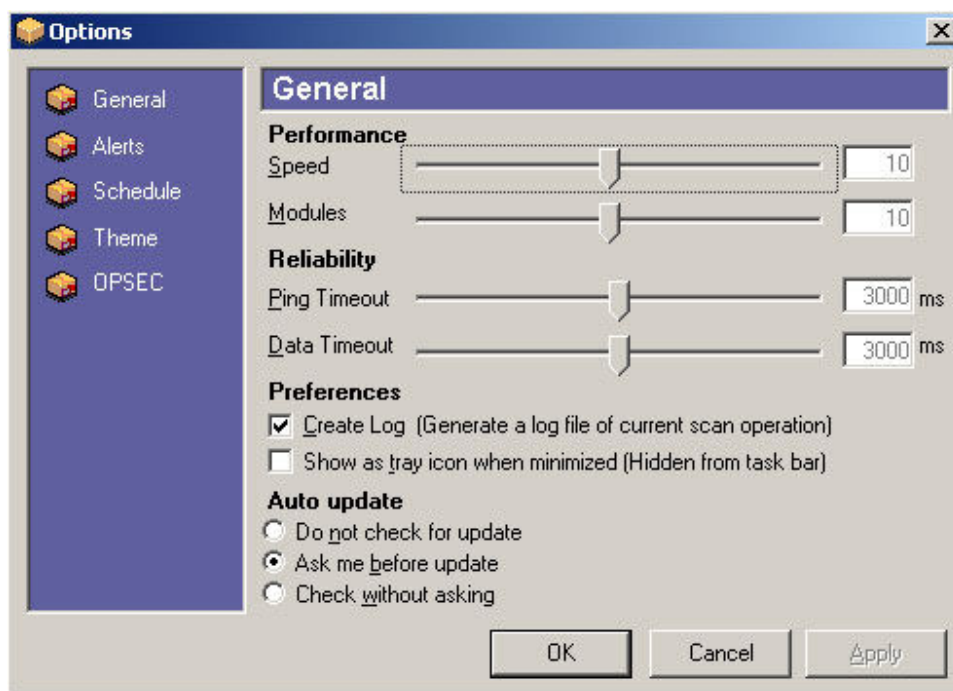 Options
General
Alerts
Schedule
Theme
OPSEC
General
Performance
Speed 10
Modules 10
Reliability
Ping Timeout 3000 ms
Data Timeout 3000 ms
Preferences
Create Log (Generate a log file of current scan operation)
Show as tray icon when minimized (Hidden from task bar)
Auto update
Do not check for update
Ask me before update
Check without asking
OK Cancel Apply